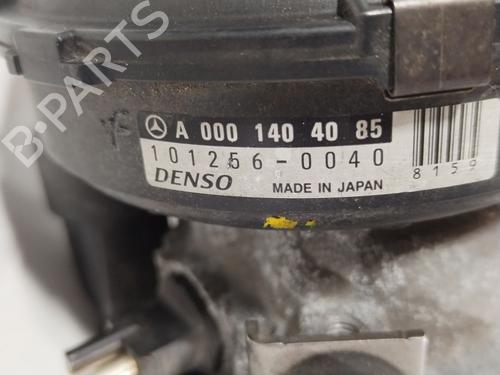 B-PARTS
A 000 140 40 85
101256-0040
DENSO MADE IN JAPAN
8159